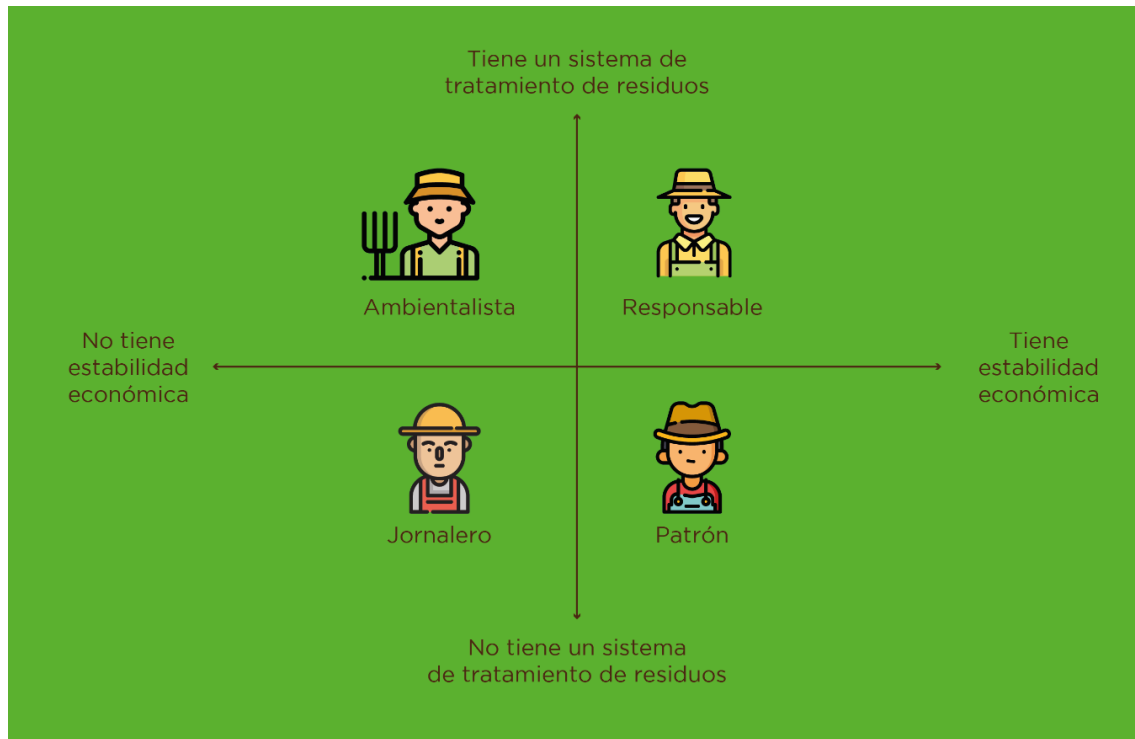 Tiene un sistema de
tratamiento de residuos
Ambientalista
Responsable
No tiene
estabilidad
económica
Tiene
estabilidad
económica
Jornalero
Patrón
No tiene un sistema
de tratamiento de residuos